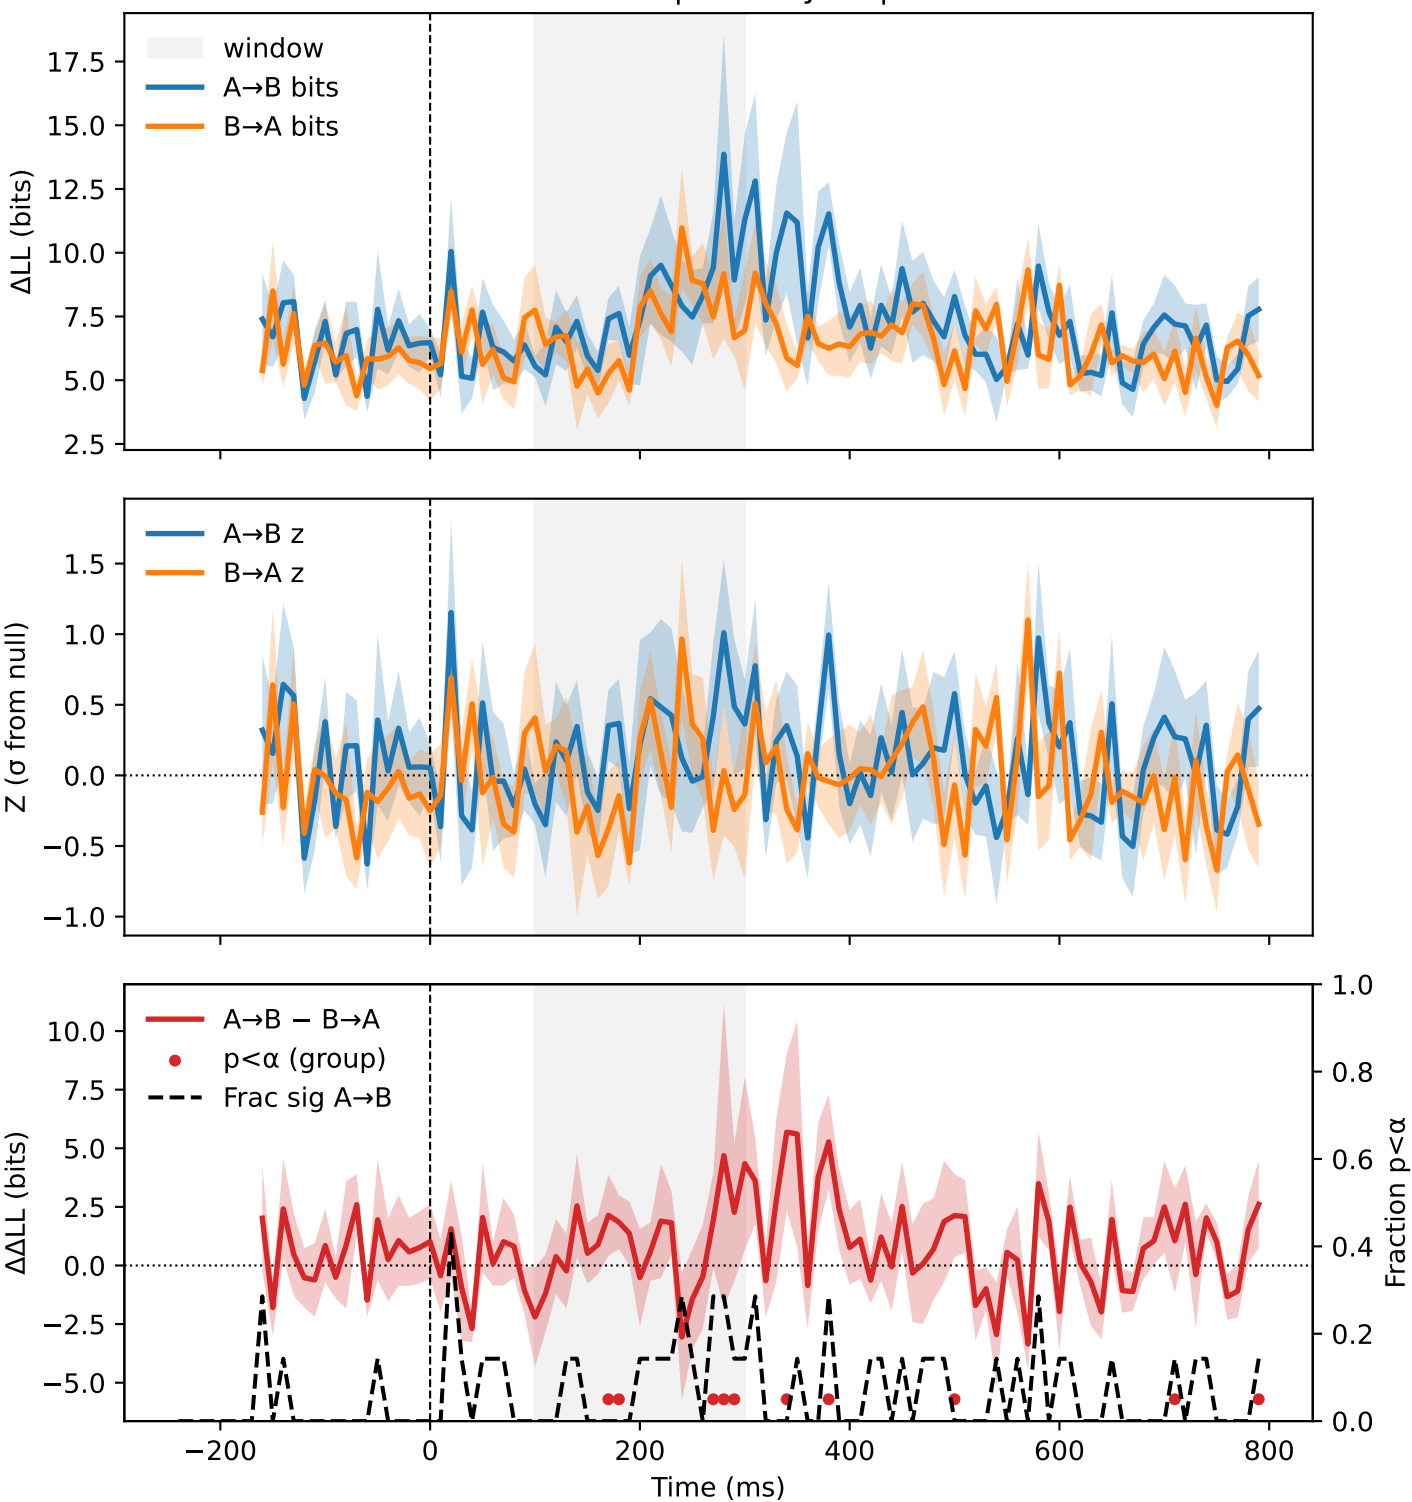 window
A→B bits
B→A bits
17.5
15.0
12.5
10.0
7.5
5.0
2.5
ΔLL (bits)
A→B z
B→A z
1.5
1.0
0.5
0.0
−0.5
−1.0
Z (σ from null)
A→B − B→A
p<α (group)
Frac sig A→B
10.0
7.5
5.0
2.5
0.0
−2.5
−5.0
ΔΔLL (bits)
1.0
0.8
0.6
0.4
0.2
0.0
Fraction p<α
−200
0
200
400
600
800
Time (ms)